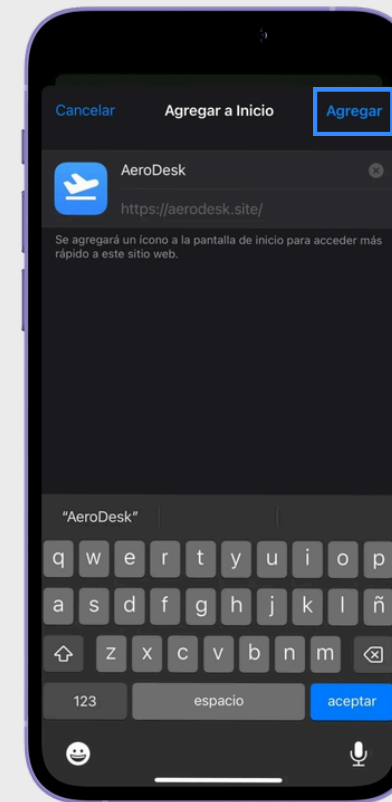 Cancelar Agregar a Inicio Agregar
AeroDesk
https://aerodesk.site/
Se agregará un ícono a la pantalla de inicio para acceder más
rápido a este sitio web.
“AeroDesk”
q w e r t y u i o p
a s d f g h j k l ñ
z x c v b n m
123 espacio aceptar